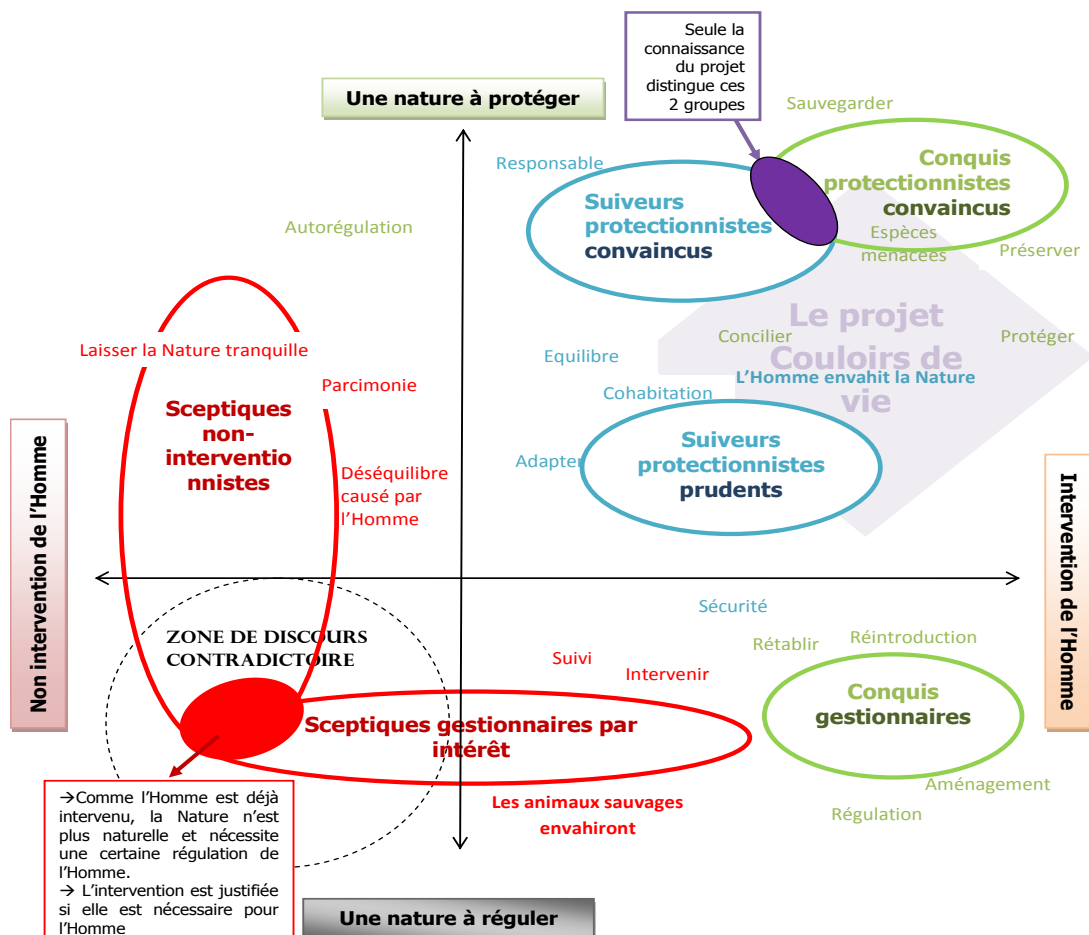 Seule la
connaissance
du projet
distingue ces
2 groupes
Une nature à protéger
Sauvegarder
Responsable
Conquis
protectionnistes
convaincus
Suiveurs
protectionnistes
convaincus
Autorégulation
Espèces
menacées
Préserver
Le projet
Couloirs de
vie
Concilier
Protéger
Laisser la Nature tranquille
Equilibre
L'Homme envahit la Nature
Parcimonie
Cohabitation
Sceptiques
non-
interventio
nnistes
Suiveurs
protectionnistes
prudents
Adapter
Déséquilibre
causé par
l'Homme
Non intervention de l'Homme
Intervention de l'Homme
Sécurité
ZONE DE DISCOURS
CONTRADICTOIRE
Suivi
Intervenir
Rétablir
Réintroduction
Conquis
gestionnaires
Sceptiques gestionnaires par
intérêt
Aménagement
Régulation
Les animaux sauvages
envahiront
→Comme l'Homme est déjà
intervenu, la Nature n'est
plus naturelle et nécessite
une certaine régulation de
l'Homme.
→ L'intervention est justifiée
si elle est nécessaire pour
l'Homme
Une nature à réguler